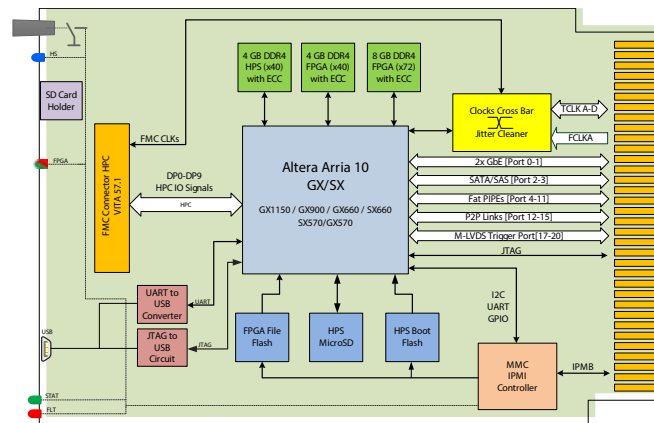 HS
SD Card
Holder
FPGA
FMC Connector HPC
VITA 57.1
FMC CLKs
4 GB DDR4
HPS (x40)
with ECC
4 GB DDR4
FPGA (x40)
with ECC
8 GB DDR4
FPGA (x72)
with ECC
Clocks Cross Bar
Jitter Cleaner
TCLK A-D
FCLKA
DP0-DP9
HPC IO Signals
HPC
Altera Arria 10
GX/SX
GX1150 / GX900 / GX660 / SX660
SX570/GX570
2x GbE [Port 0-1]
SATA/SAS [Port 2-3]
Fat PIPEs [Port 4-11]
P2P Links [Port 12-15]
M-LVDS Trigger Port[17-20]
JTAG
UART to
USB
Converter
UART
JTAG to
USB
Circuit
JTAG
USB
FPGA File
Flash
HPS
MicroSD
HPS Boot
Flash
I2C
UART
GPIO
MMC
IPMI
Controller
IPMB
STAT
FLT